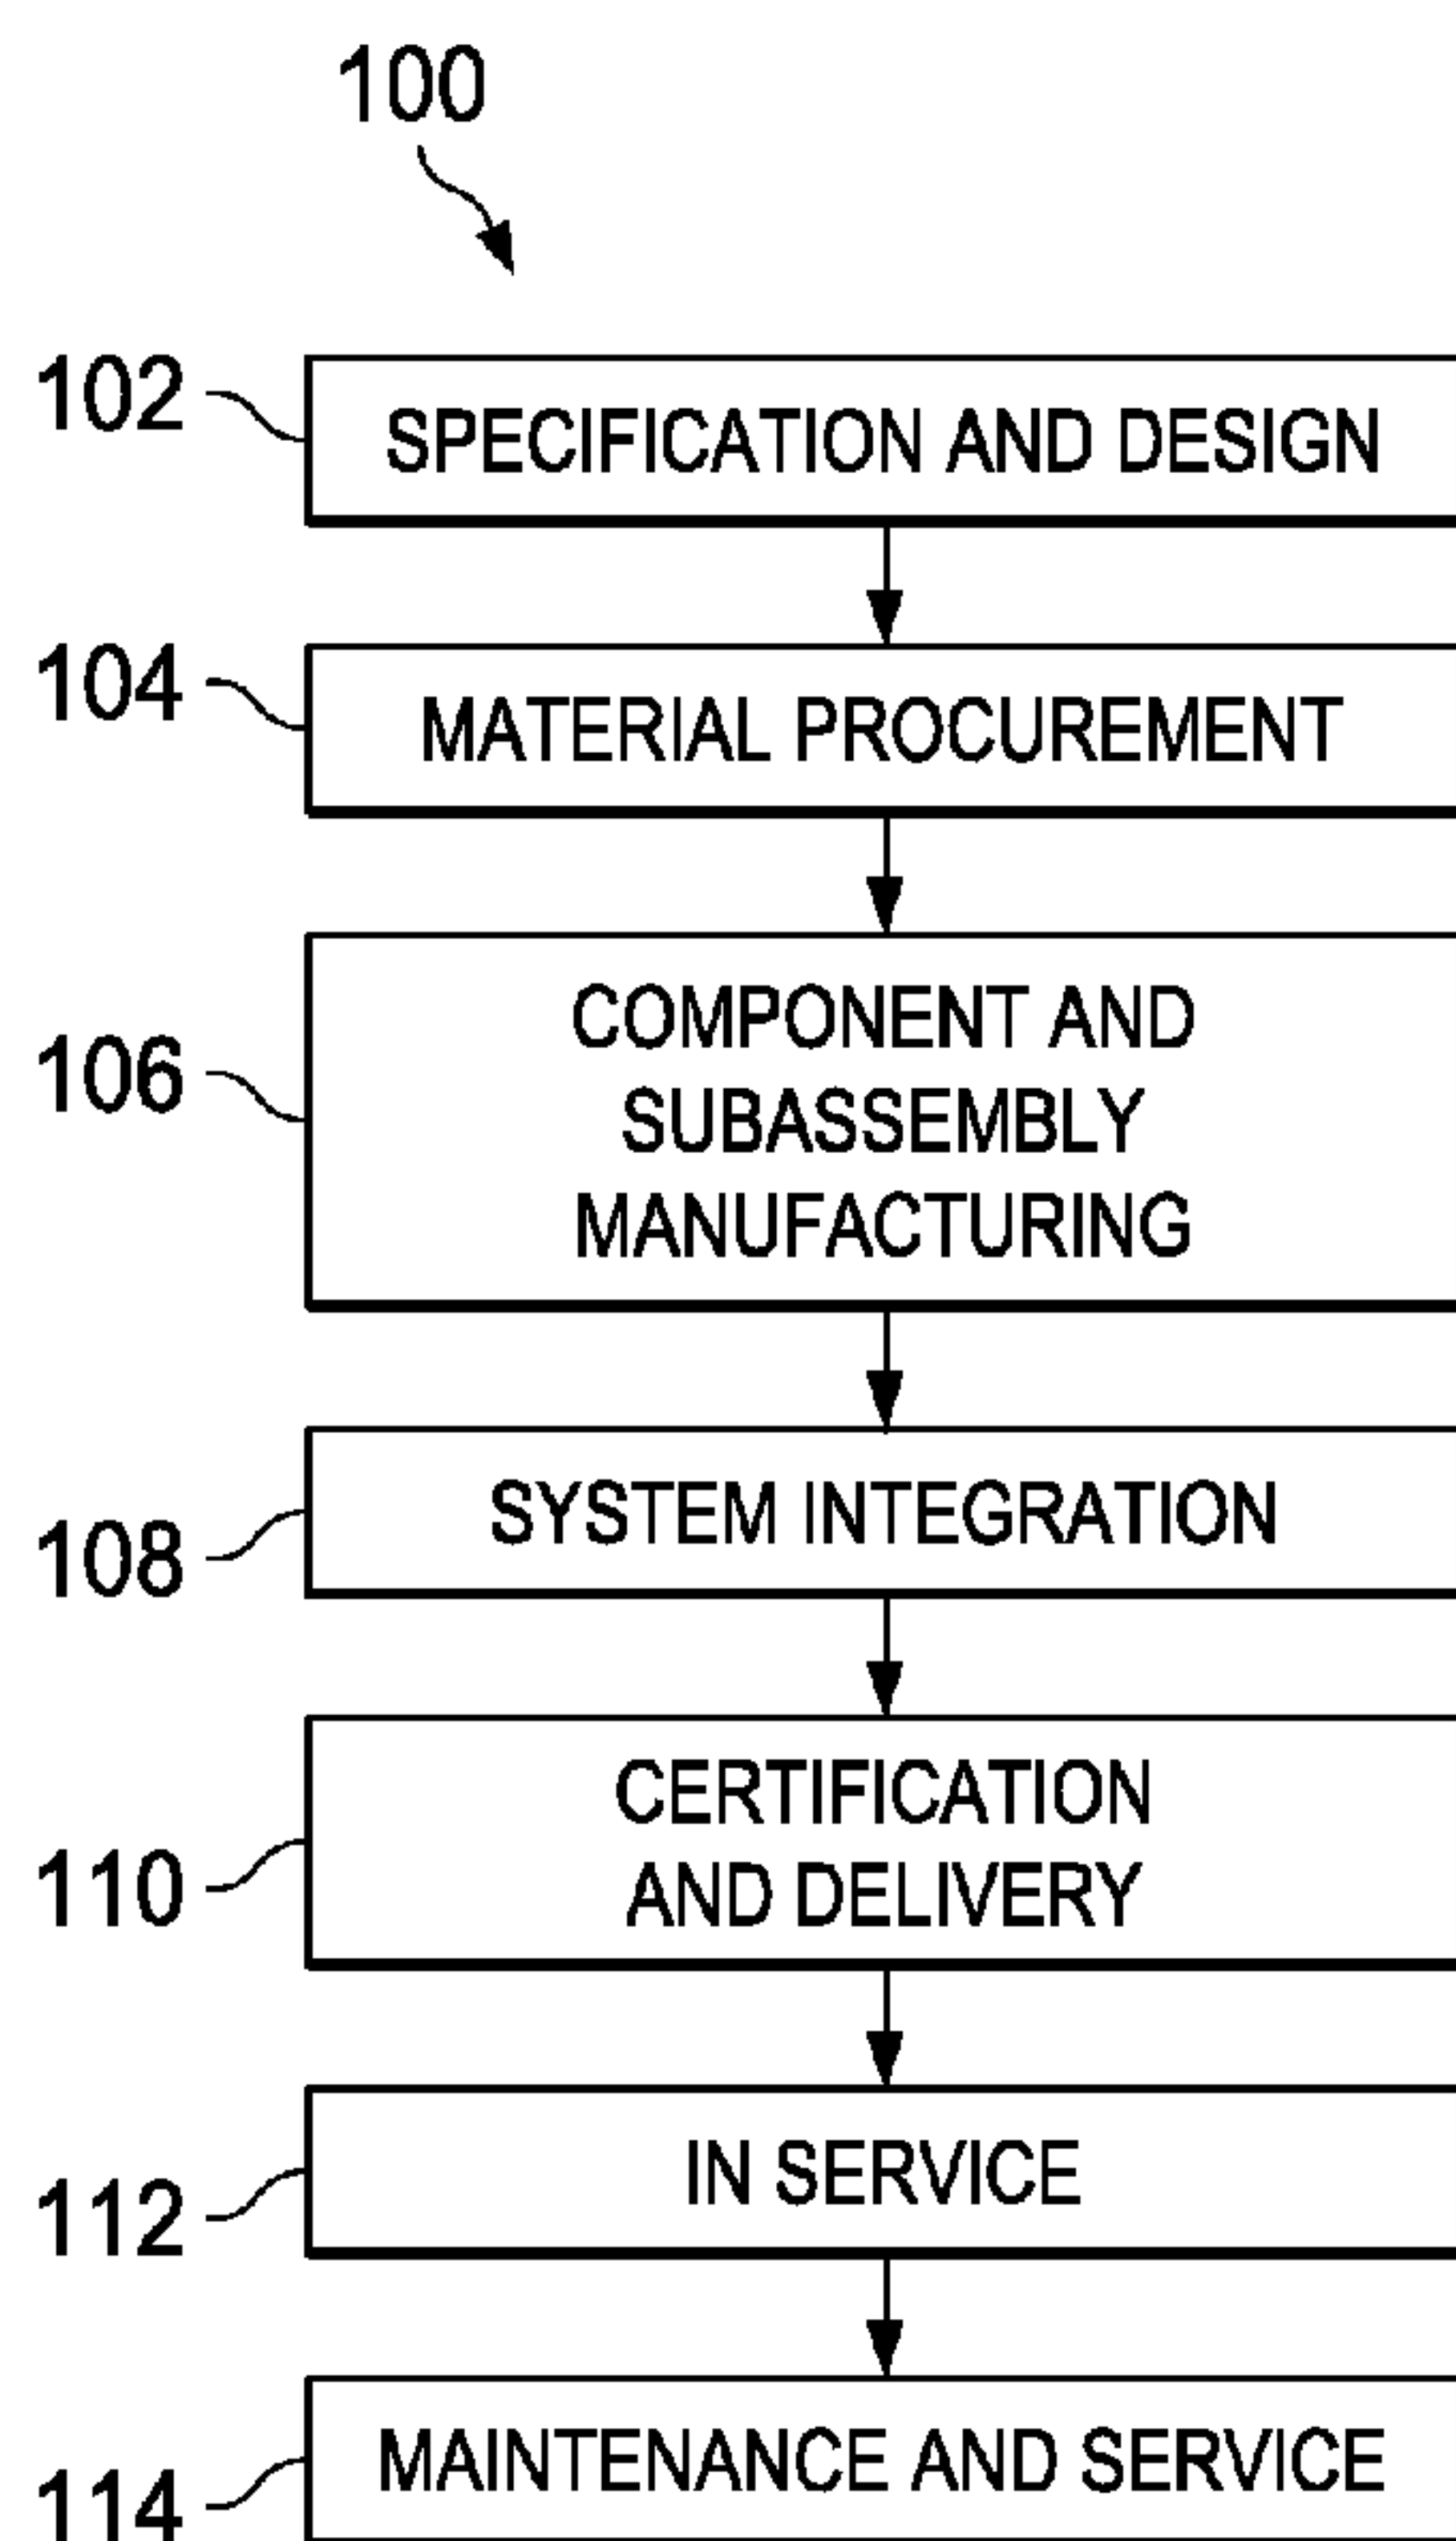 100
102
SPECIFICATION AND DESIGN
104
MATERIAL PROCUREMENT
106
COMPONENT AND
SUBASSEMBLY
MANUFACTURING
108
SYSTEM INTEGRATION
110
CERTIFICATION
AND DELIVERY
112
IN SERVICE
114
MAINTENANCE AND SERVICE